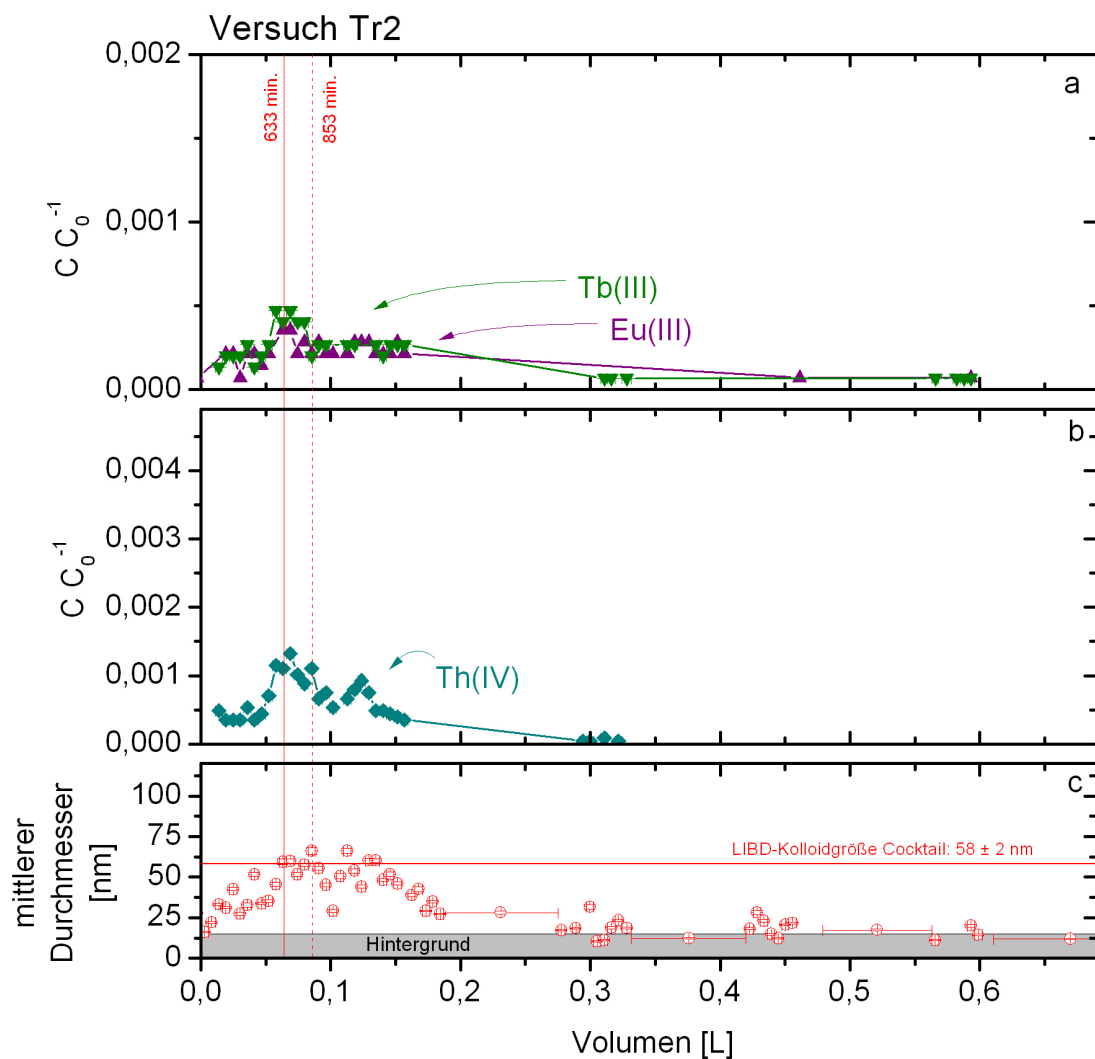 Versuch Tr2
0,002
0,001
0,000
C C₀⁻¹
633 min.
853 min.
a
Tb(III)
Eu(III)
b
0,004
0,003
0,002
0,001
0,000
C C₀⁻¹
Th(IV)
c
100
75
50
25
0
mittlerer
Durchmesser
[nm]
LIBD-Kolloidgröße Cocktail: 58 ± 2 nm
Hintergrund
0,0 0,1 0,2 0,3 0,4 0,5 0,6
Volumen [L]